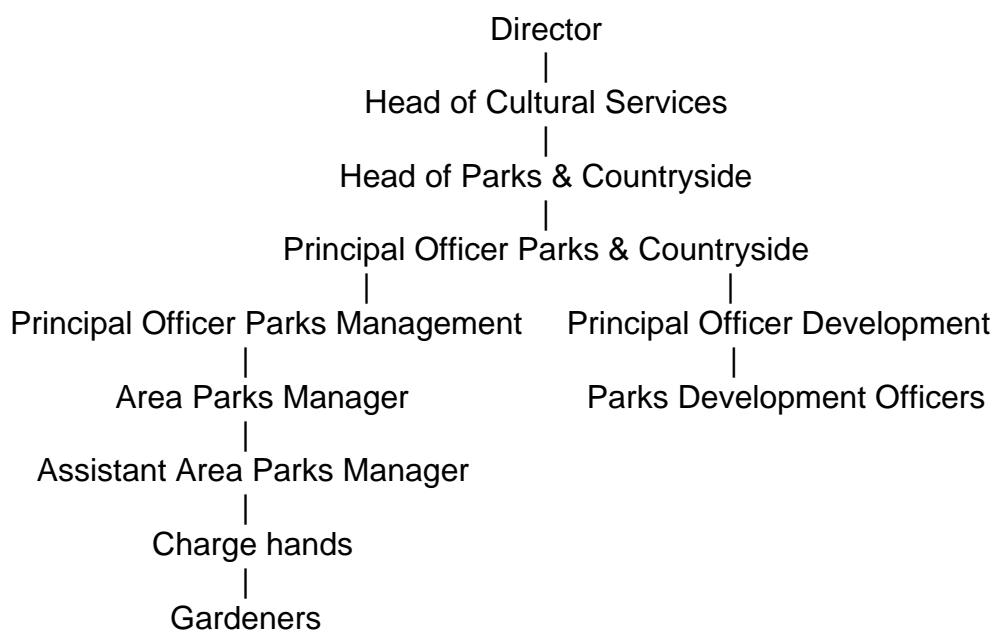 Director
Head of Cultural Services
Head of Parks & Countryside
Principal Officer Parks & Countryside
Principal Officer Parks Management Principal Officer Development
Area Parks Manager Parks Development Officers
Assistant Area Parks Manager
Charge hands
Gardeners